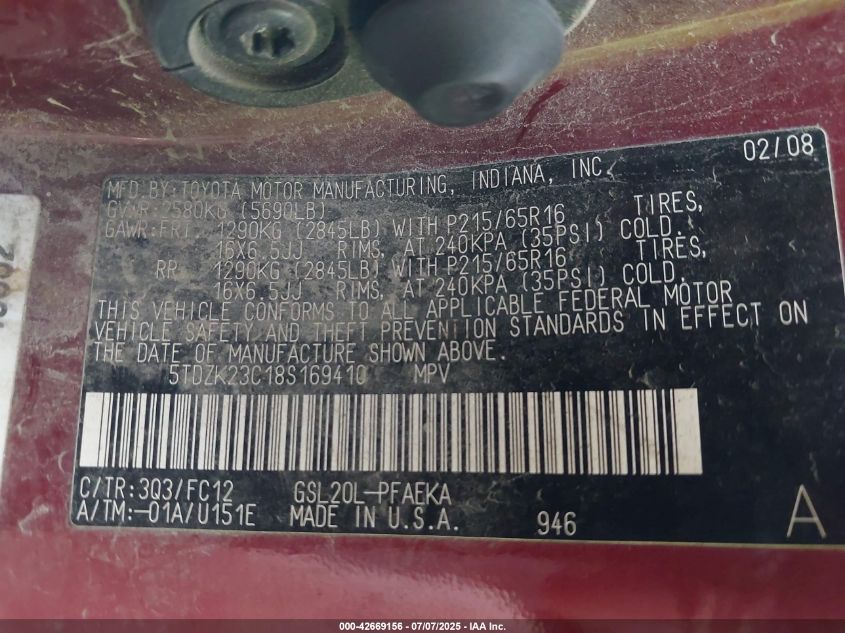 MFD.BY:TOYOTA MOTOR MANUFACTURING, INDIANA, INC. 02/08
GVWR:2580KG (5690LB)
GAWR:FRT 1290KG (2845LB) WITH P215/65R16 TIRES,
16X6.5JJ RIMS, AT 240KPA (35PSI) COLD.
RR 1290KG (2845LB) WITH P215/65R16 TIRES,
16X6.5JJ RIMS, AT 240KPA (35PSI) COLD.
THIS VEHICLE CONFORMS TO ALL APPLICABLE FEDERAL MOTOR
VEHICLE SAFETY AND THEFT PREVENTION STANDARDS IN EFFECT ON
THE DATE OF MANUFACTURE SHOWN ABOVE.
5TDZK23C18S169410 MPV
C/TR:3Q3/FC12 GSL20L-PFAEKA
A/TM:-01A/U151E MADE IN U.S.A. 946 A
000-42669156 - 07/07/2025 - IAA Inc.